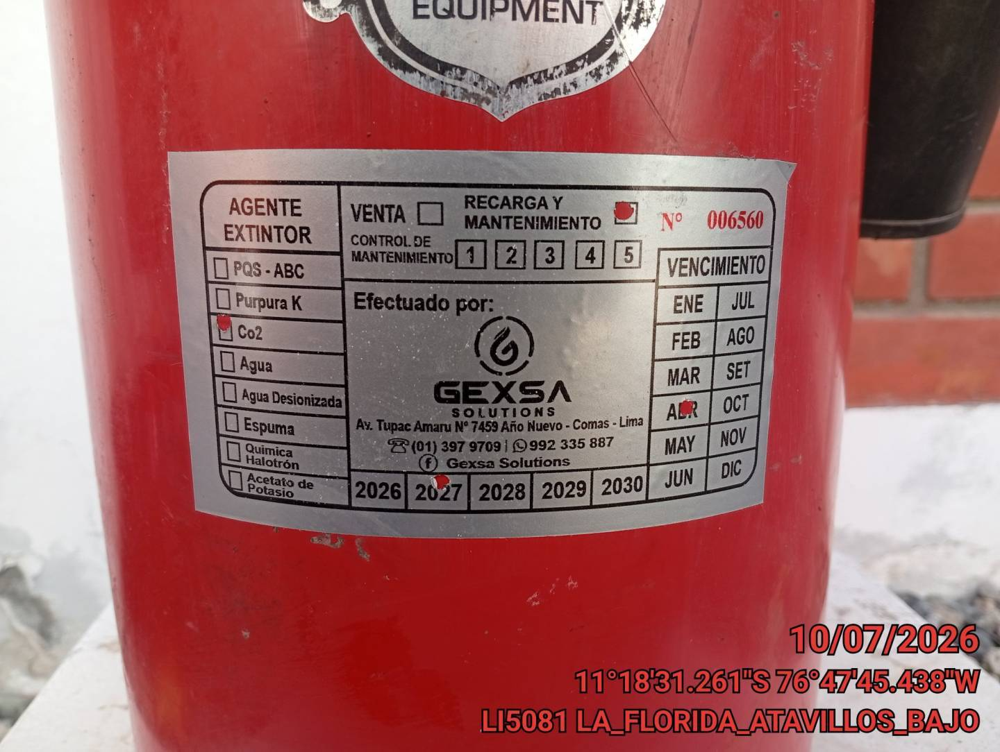 EQUIPMENT
AGENTE
EXTINTOR
PQS - ABC
Purpura K
Co2
Agua
Agua Desionizada
Espuma
Quimica
Halotrón
Acetato de
Potasio
VENTA
RECARGA Y
MANTENIMIENTO
Nº 006560
CONTROL DE
MANTENIMIENTO 1 2 3 4 5
Efectuado por:
GEXSA
SOLUTIONS
Av. Tupac Amaru Nº 7459 Año Nuevo - Comas - Lima
(01) 397 9709 | 992 335 887
Gexsa Solutions
2026 2027 2028 2029 2030
VENCIMIENTO
ENE JUL
FEB AGO
MAR SET
ABR OCT
MAY NOV
JUN DIC
10/07/2026
11°18'31.261"S 76°47'45.438"W
LI5081 LA_FLORIDA_ATAVILLOS_BAJO